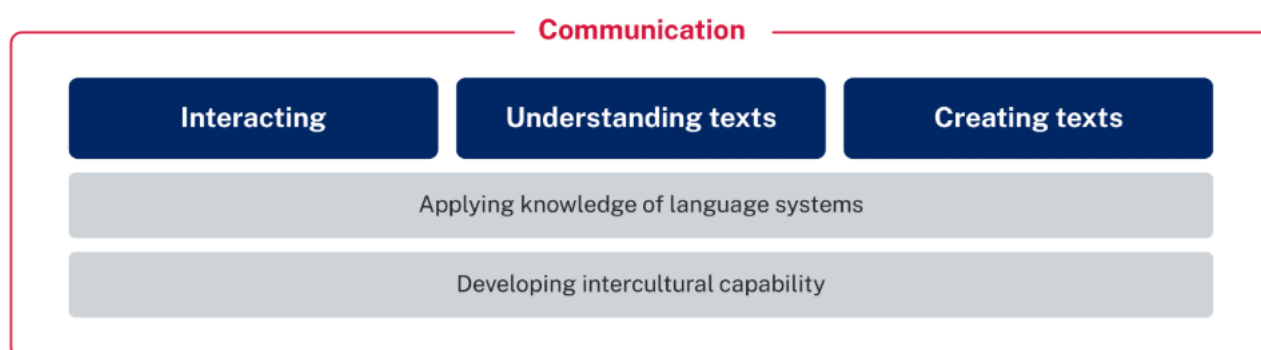 Communication
Interacting
Understanding texts
Creating texts
Applying knowledge of language systems
Developing intercultural capability